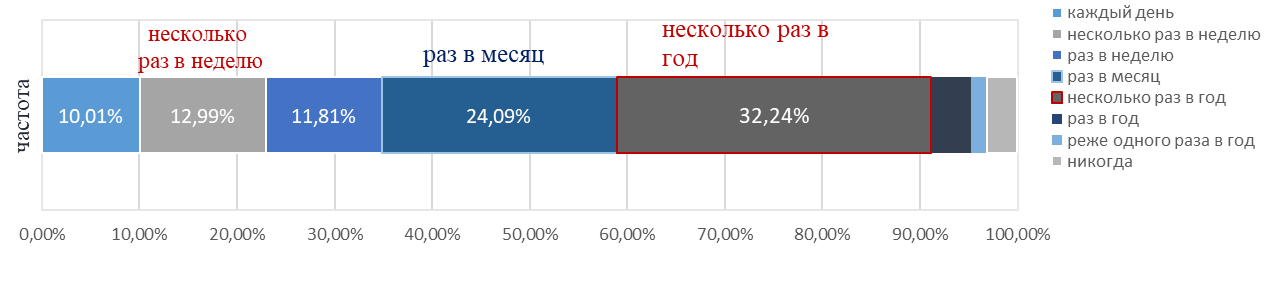 несколько
раз в неделю
раз в месяц
несколько раз в
год
частота
10,01%
12,99%
11,81%
24,09%
32,24%
0,00%
10,00%
20,00%
30,00%
40,00%
50,00%
60,00%
70,00%
80,00%
90,00%
100,00%
каждый день
несколько раз в неделю
раз в неделю
раз в месяц
несколько раз в год
раз в год
реже одного раза в год
никогда